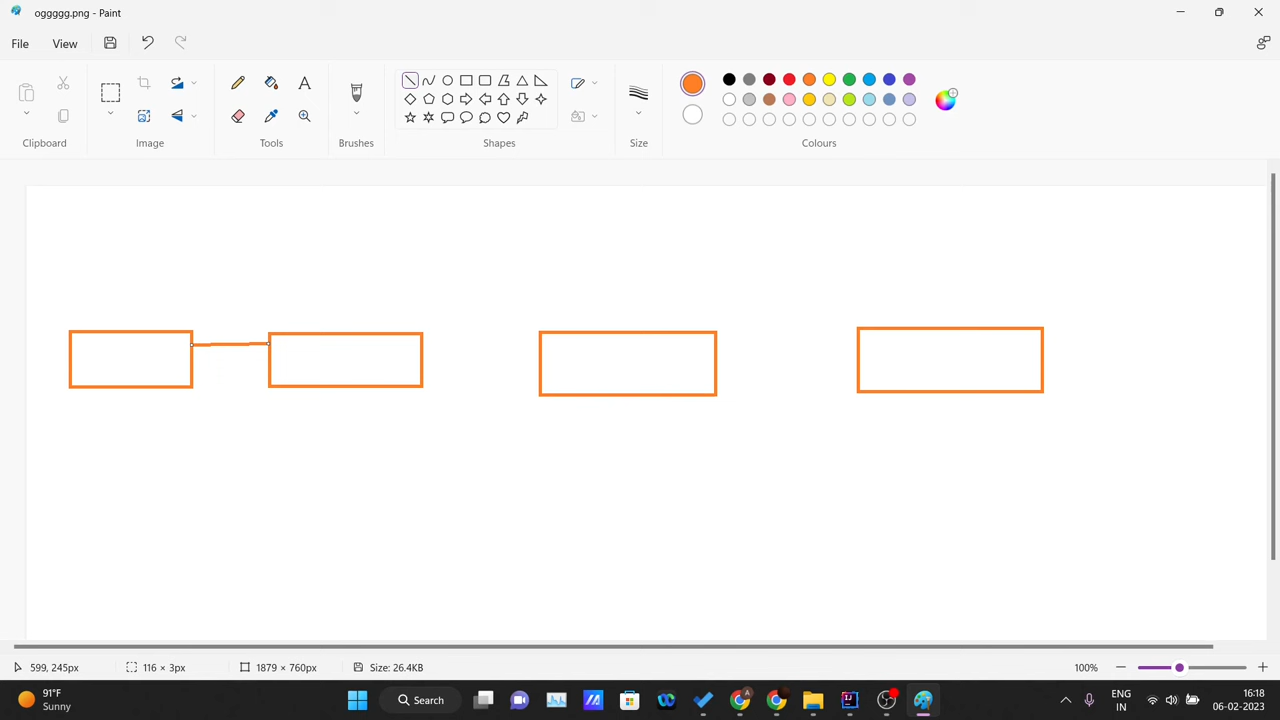 oggggg.png - Paint
File View
Clipboard
Image
Tools
Brushes
Shapes
Size
Colours
599, 245px
116 × 3px
1879 × 760px
Size: 26.4KB
100%
91°F
Sunny
Search
A
ENG
IN
16:18
06-02-2023